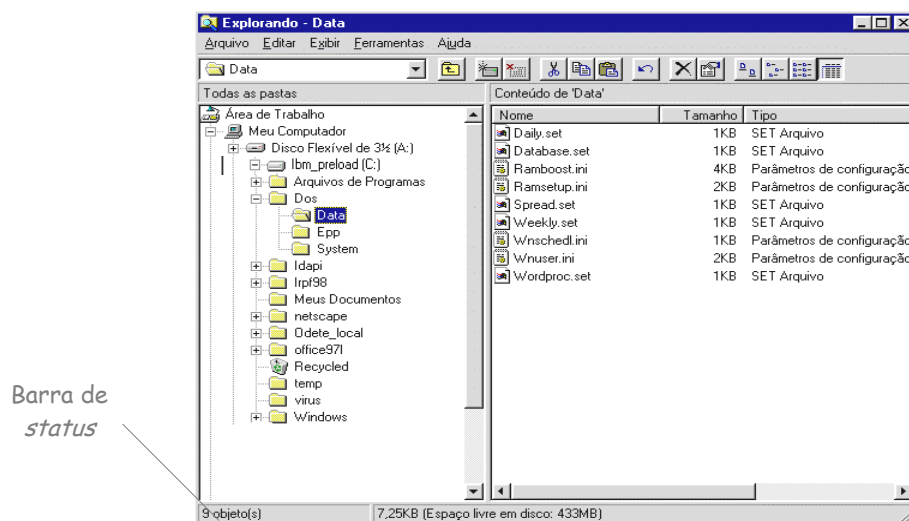 Explorando - Data
Arquivo Editar Exibir Ferramentas Ajuda
Data
Todas as pastas
Conteúdo de 'Data'
Área de Trabalho
Meu Computador
Disco Flexível de 3½ (A:)
Ibm_preload (C:)
Arquivos de Programas
Dos
Data
Epp
System
Idapi
Irpf98
Meus Documentos
netscape
Odete_local
office97I
Recycled
temp
virus
Windows
Nome Tamanho Tipo
Daily.set 1KB SET Arquivo
Database.set 1KB SET Arquivo
Ramboost.ini 4KB Parâmetros de configuração
Ramsetup.ini 2KB Parâmetros de configuração
Spread.set 1KB SET Arquivo
Weekly.set 1KB SET Arquivo
Wnschedl.ini 1KB Parâmetros de configuração
Wnuser.ini 2KB Parâmetros de configuração
Wordproc.set 1KB SET Arquivo
Barra de
status
9 objeto(s)
7,25KB (Espaço livre em disco: 433MB)